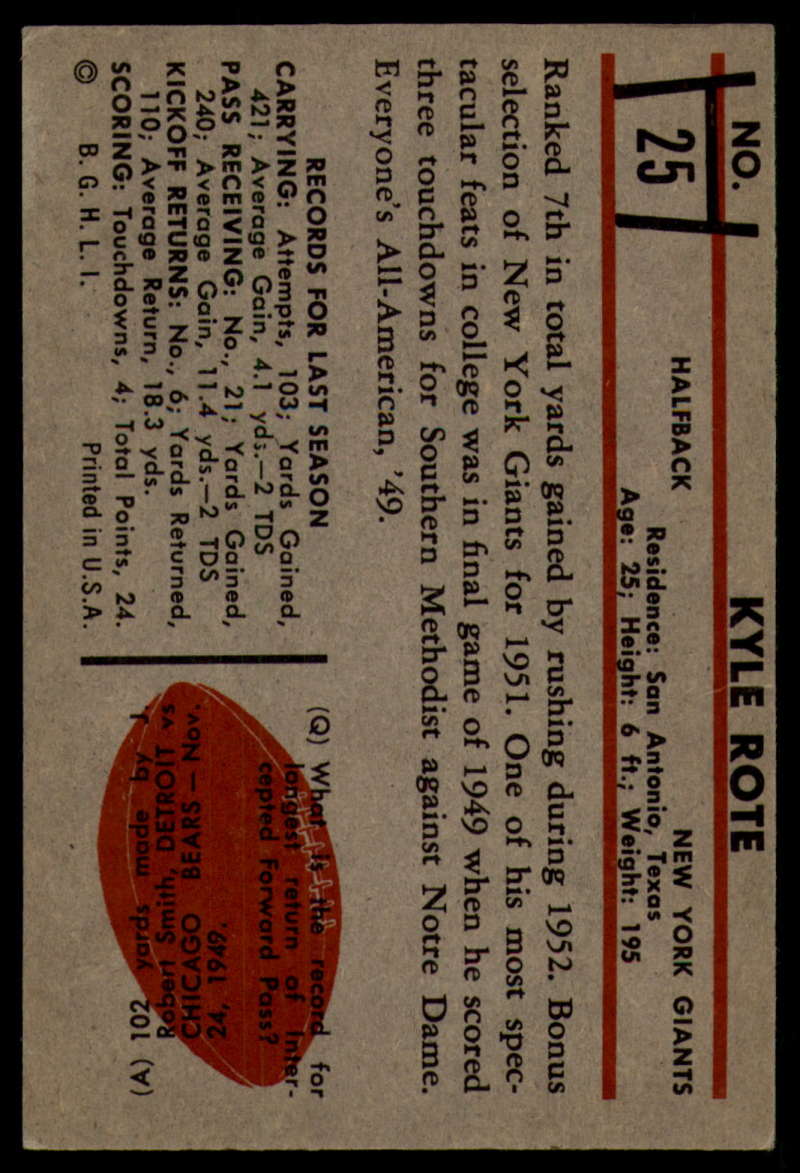 NO. 25
KYLE ROTE
HALFBACK
NEW YORK GIANTS
Residence: San Antonio, Texas
Age: 25; Height: 6 ft.; Weight: 195
Ranked 7th in total yards gained by rushing during 1952. Bonus
selection of New York Giants for 1951. One of his most spec-
tacular feats in college was in final game of 1949 when he scored
three touchdowns for Southern Methodist against Notre Dame.
Everyone's All-American, '49.
RECORDS FOR LAST SEASON
CARRYING: Attempts, 103; Yards Gained,
421; Average Gain, 4.1 yds.—2 TDS
PASS RECEIVING: No., 21; Yards Gained,
240; Average Gain, 11.4 yds.—2 TDS
KICKOFF RETURNS: No., 6; Yards Returned,
110; Average Return, 18.3 yds.
SCORING: Touchdowns, 4; Total Points, 24.
© B. G. H. L. I. Printed in U.S.A.
(Q) What is the record for
longest return of Inter-
cepted Forward Pass?
(A) 102 yards made by J.
Robert Smith, DETROIT vs
CHICAGO BEARS — Nov.
24, 1949.